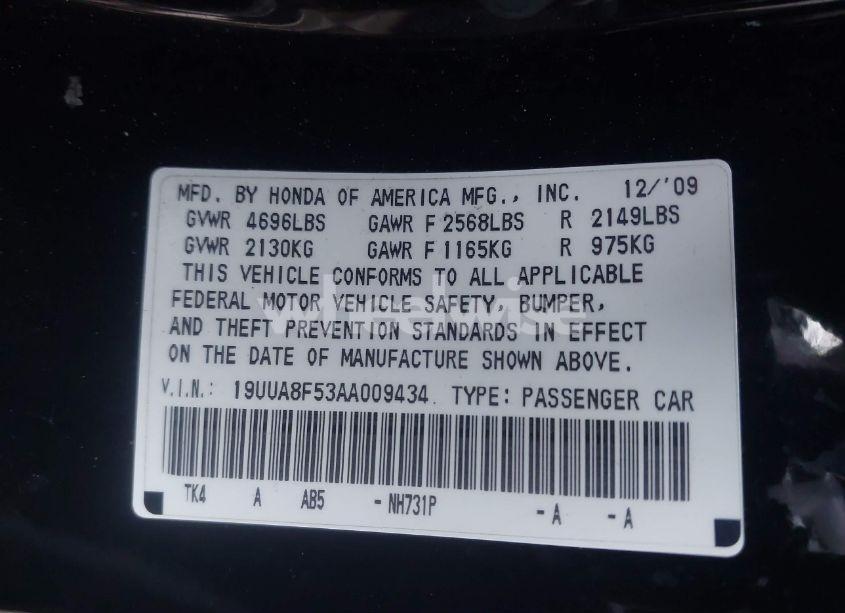 MFD. BY HONDA OF AMERICA MFG., INC. 12/'09
GVWR 4696LBS GAWR F 2568LBS R 2149LBS
GVWR 2130KG GAWR F 1165KG R 975KG
THIS VEHICLE CONFORMS TO ALL APPLICABLE
FEDERAL MOTOR VEHICLE SAFETY, BUMPER,
AND THEFT PREVENTION STANDARDS IN EFFECT
ON THE DATE OF MANUFACTURE SHOWN ABOVE.
V.I.N.: 19UUA8F53AA009434 TYPE: PASSENGER CAR
TK4 A AB5 - NH731P - A - A
wheelwise